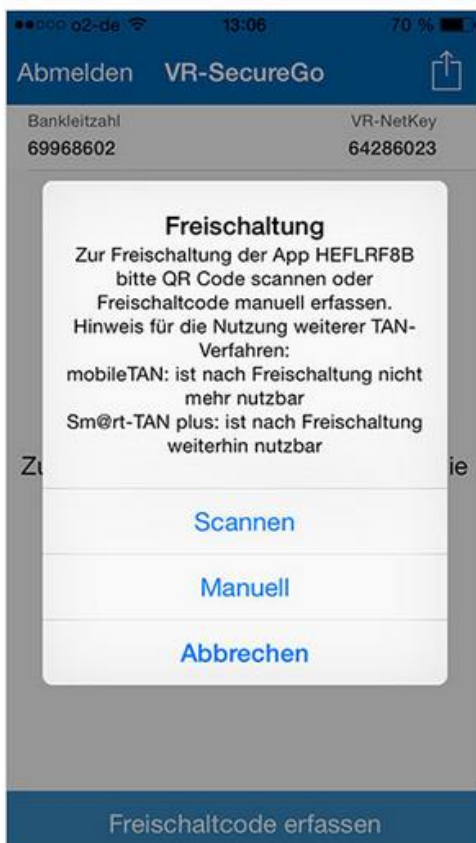 o2-de 13:06 70 %
Abmelden VR-SecureGo
Bankleitzahl VR-NetKey
69968602 64286023
Freischaltung
Zur Freischaltung der App HEFLRF8B
bitte QR Code scannen oder
Freischaltcode manuell erfassen.
Hinweis für die Nutzung weiterer TAN-
Verfahren:
mobileTAN: ist nach Freischaltung nicht
mehr nutzbar
Sm@rt-TAN plus: ist nach Freischaltung
weiterhin nutzbar
Zu ie
Scannen
Manuell
Abbrechen
Freischaltcode erfassen